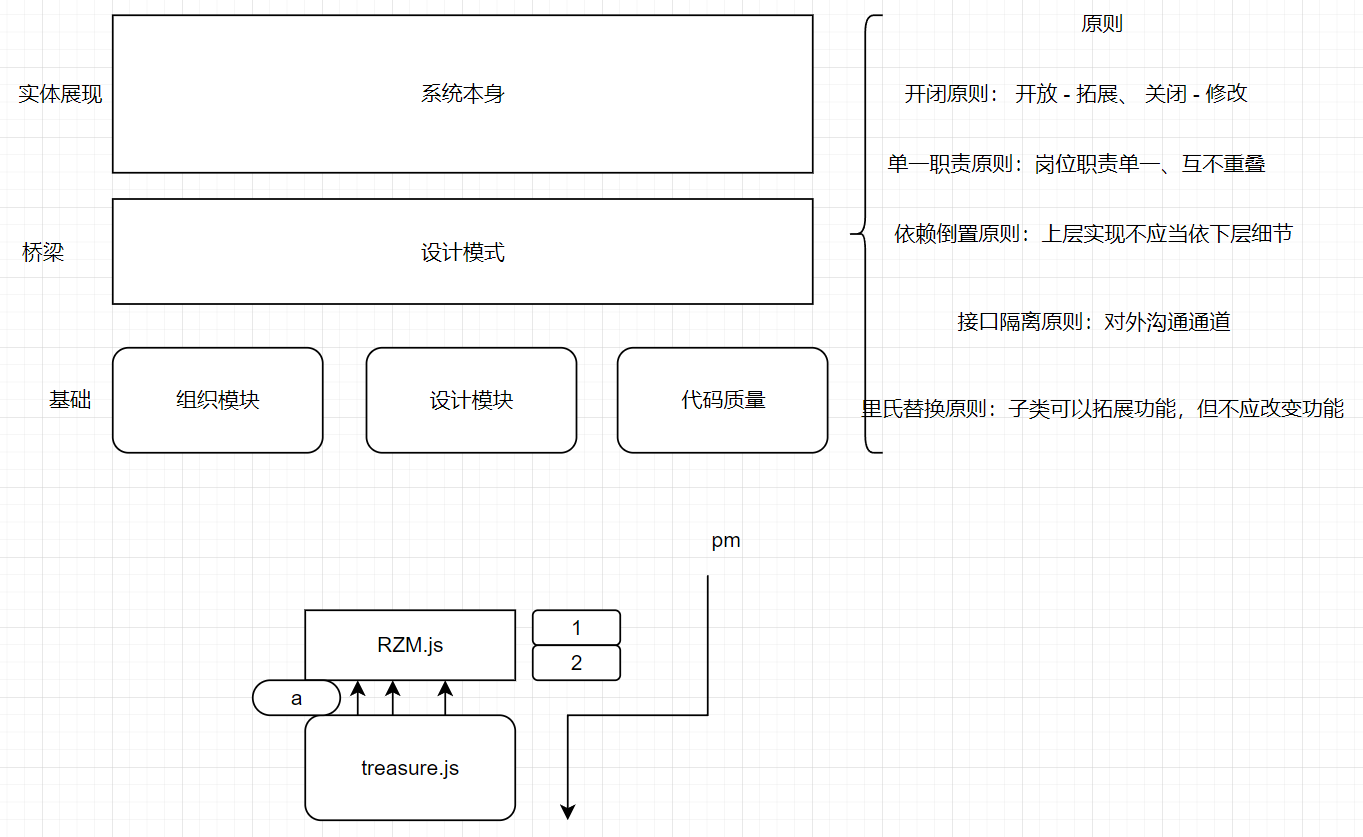 原则
实体展现
系统本身
开闭原则： 开放 - 拓展、 关闭 - 修改
单一职责原则：岗位职责单一、互不重叠
依赖倒置原则：上层实现不应当依下层细节
桥梁
设计模式
接口隔离原则：对外沟通通道
基础
组织模块
设计模块
代码质量
里氏替换原则：子类可以拓展功能，但不应改变功能
pm
RZM.js
1
2
a
treasure.js